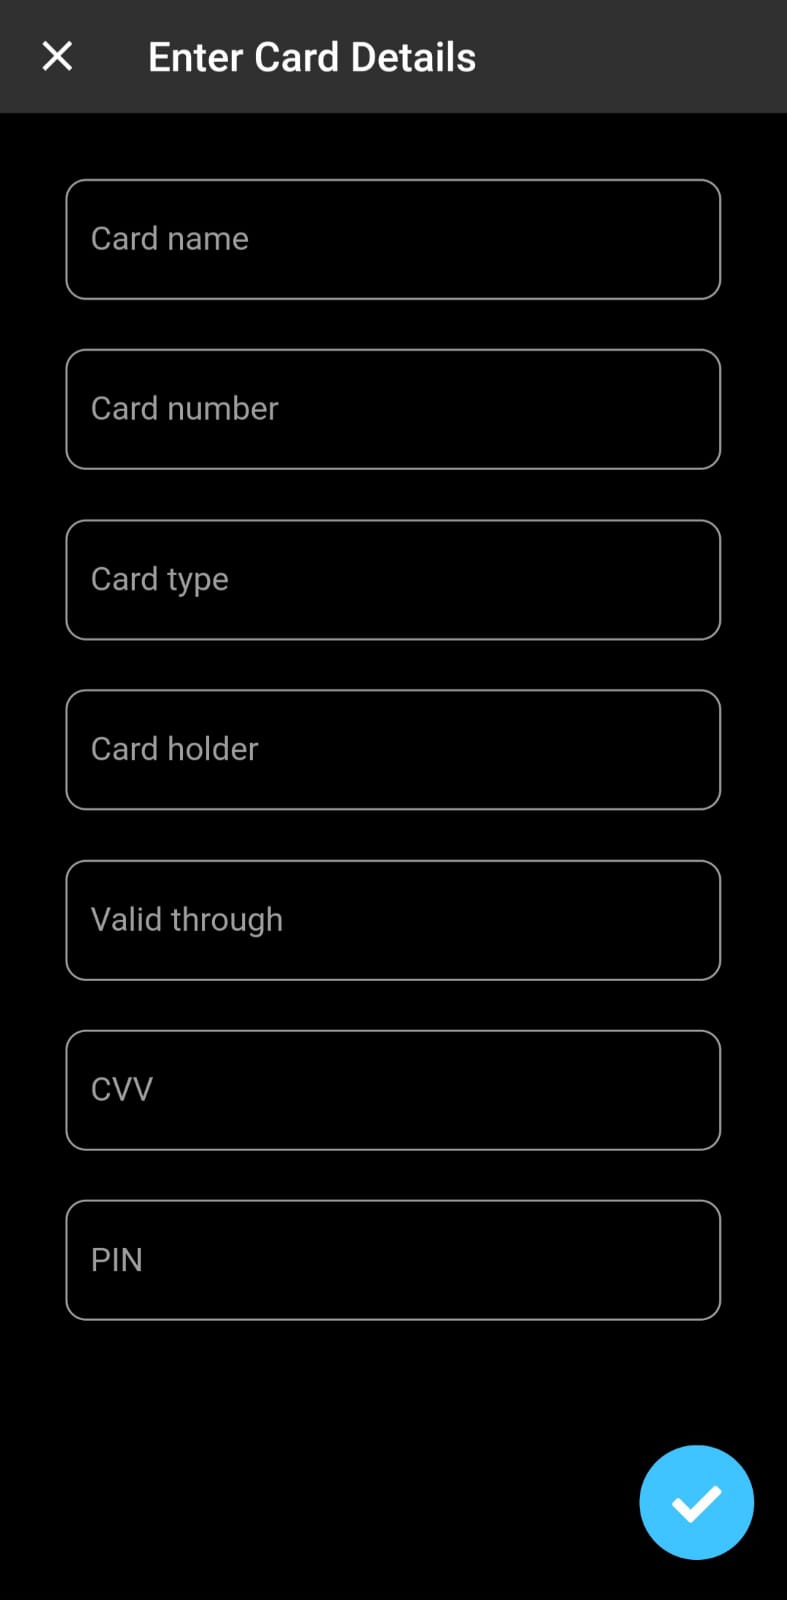 Enter Card Details
Card name
Card number
Card type
Card holder
Valid through
CVV
PIN